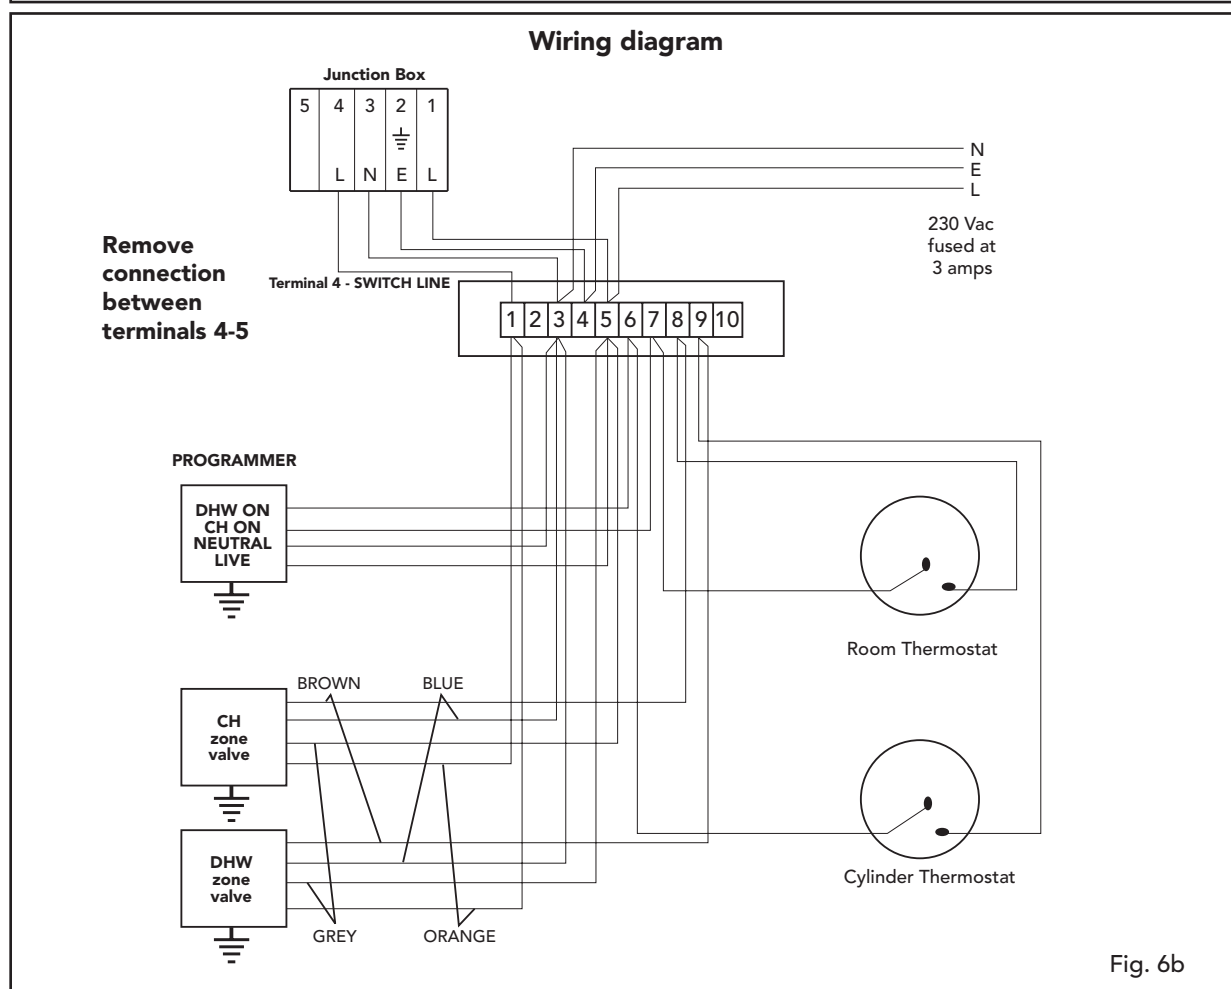 Wiring diagram
Junction Box
5 4 3 2 1
L N E L
N
E
L
230 Vac
fused at
3 amps
Remove
connection
between
terminals 4-5
Terminal 4 - SWITCH LINE
1 2 3 4 5 6 7 8 9 10
PROGRAMMER
DHW ON
CH ON
NEUTRAL
LIVE
Room Thermostat
BROWN
BLUE
CH
zone
valve
DHW
zone
valve
Cylinder Thermostat
GREY
ORANGE
Fig. 6b